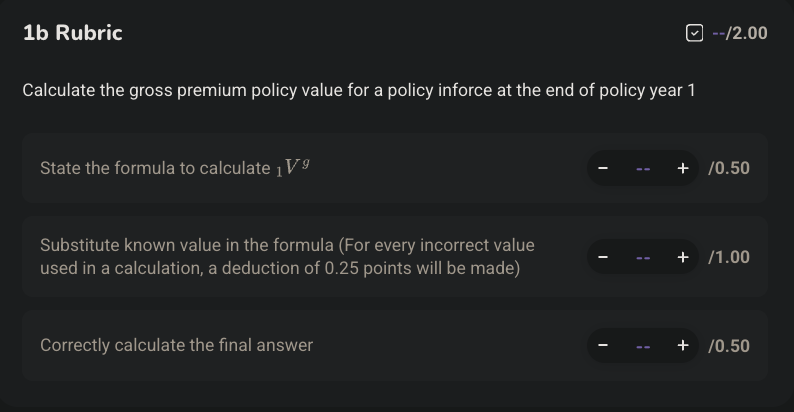 1b Rubric
--/2.00
Calculate the gross premium policy value for a policy inforce at the end of policy year 1
State the formula to calculate ₁Vᵍ
− -- + /0.50
Substitute known value in the formula (For every incorrect value
used in a calculation, a deduction of 0.25 points will be made)
− -- + /1.00
Correctly calculate the final answer
− -- + /0.50